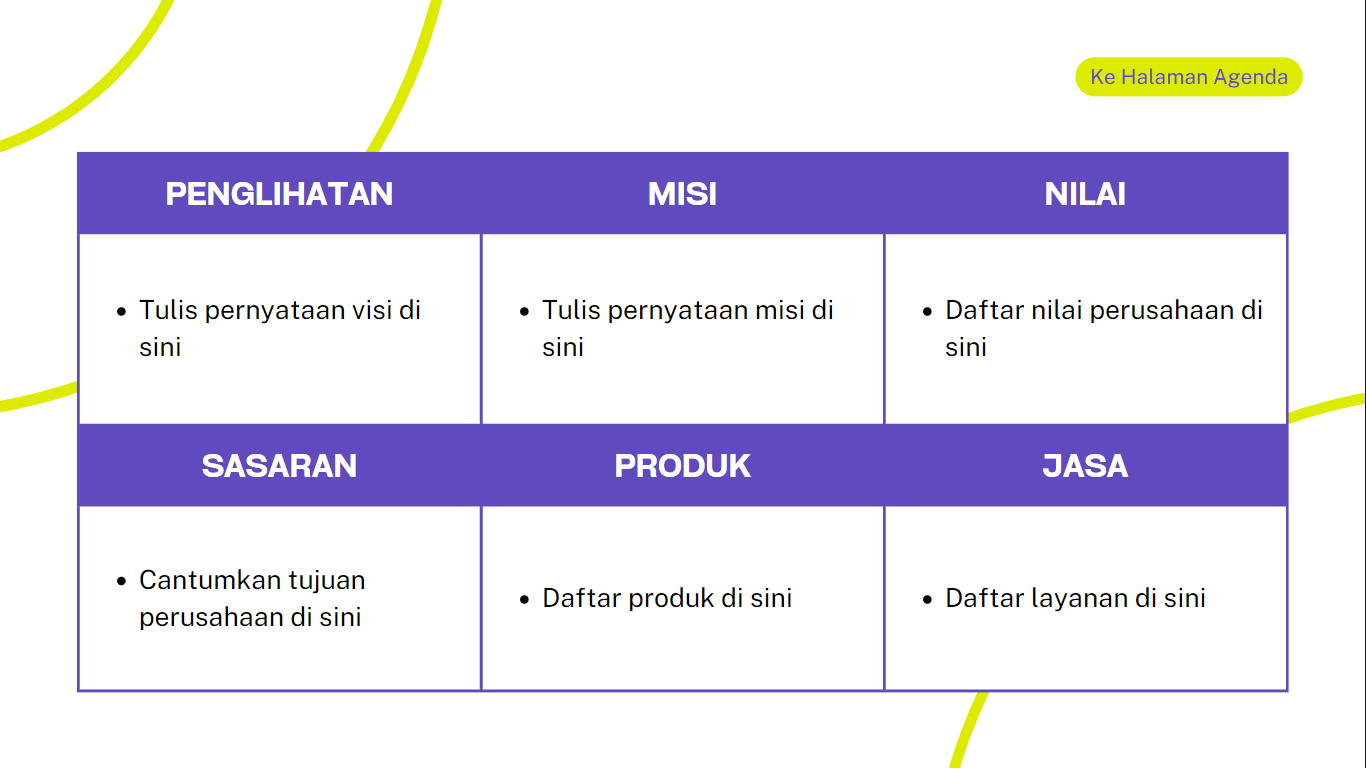 Ke Halaman Agenda
PENGLIHATAN
MISI
NILAI
Tulis pernyataan visi di
sini
Tulis pernyataan misi di
sini
Daftar nilai perusahaan di
sini
SASARAN
PRODUK
JASA
Cantumkan tujuan
perusahaan di sini
Daftar produk di sini
Daftar layanan di sini